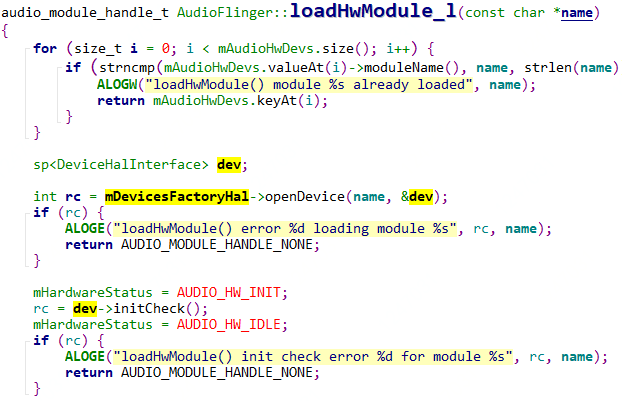 audio_module_handle_t AudioFlinger::loadHwModule_l(const char *name)
{
    for (size_t i = 0; i < mAudioHwDevs.size(); i++) {
        if (strncmp(mAudioHwDevs.valueAt(i)->moduleName(), name, strlen(name)
            ALOGW("loadHwModule() module %s already loaded", name);
            return mAudioHwDevs.keyAt(i);
        }
    }

    sp<DeviceHalInterface> dev;

    int rc = mDevicesFactoryHal->openDevice(name, &dev);
    if (rc) {
        ALOGE("loadHwModule() error %d loading module %s", rc, name);
        return AUDIO_MODULE_HANDLE_NONE;
    }

    mHardwareStatus = AUDIO_HW_INIT;
    rc = dev->initCheck();
    mHardwareStatus = AUDIO_HW_IDLE;
    if (rc) {
        ALOGE("loadHwModule() init check error %d for module %s", rc, name);
        return AUDIO_MODULE_HANDLE_NONE;
    }